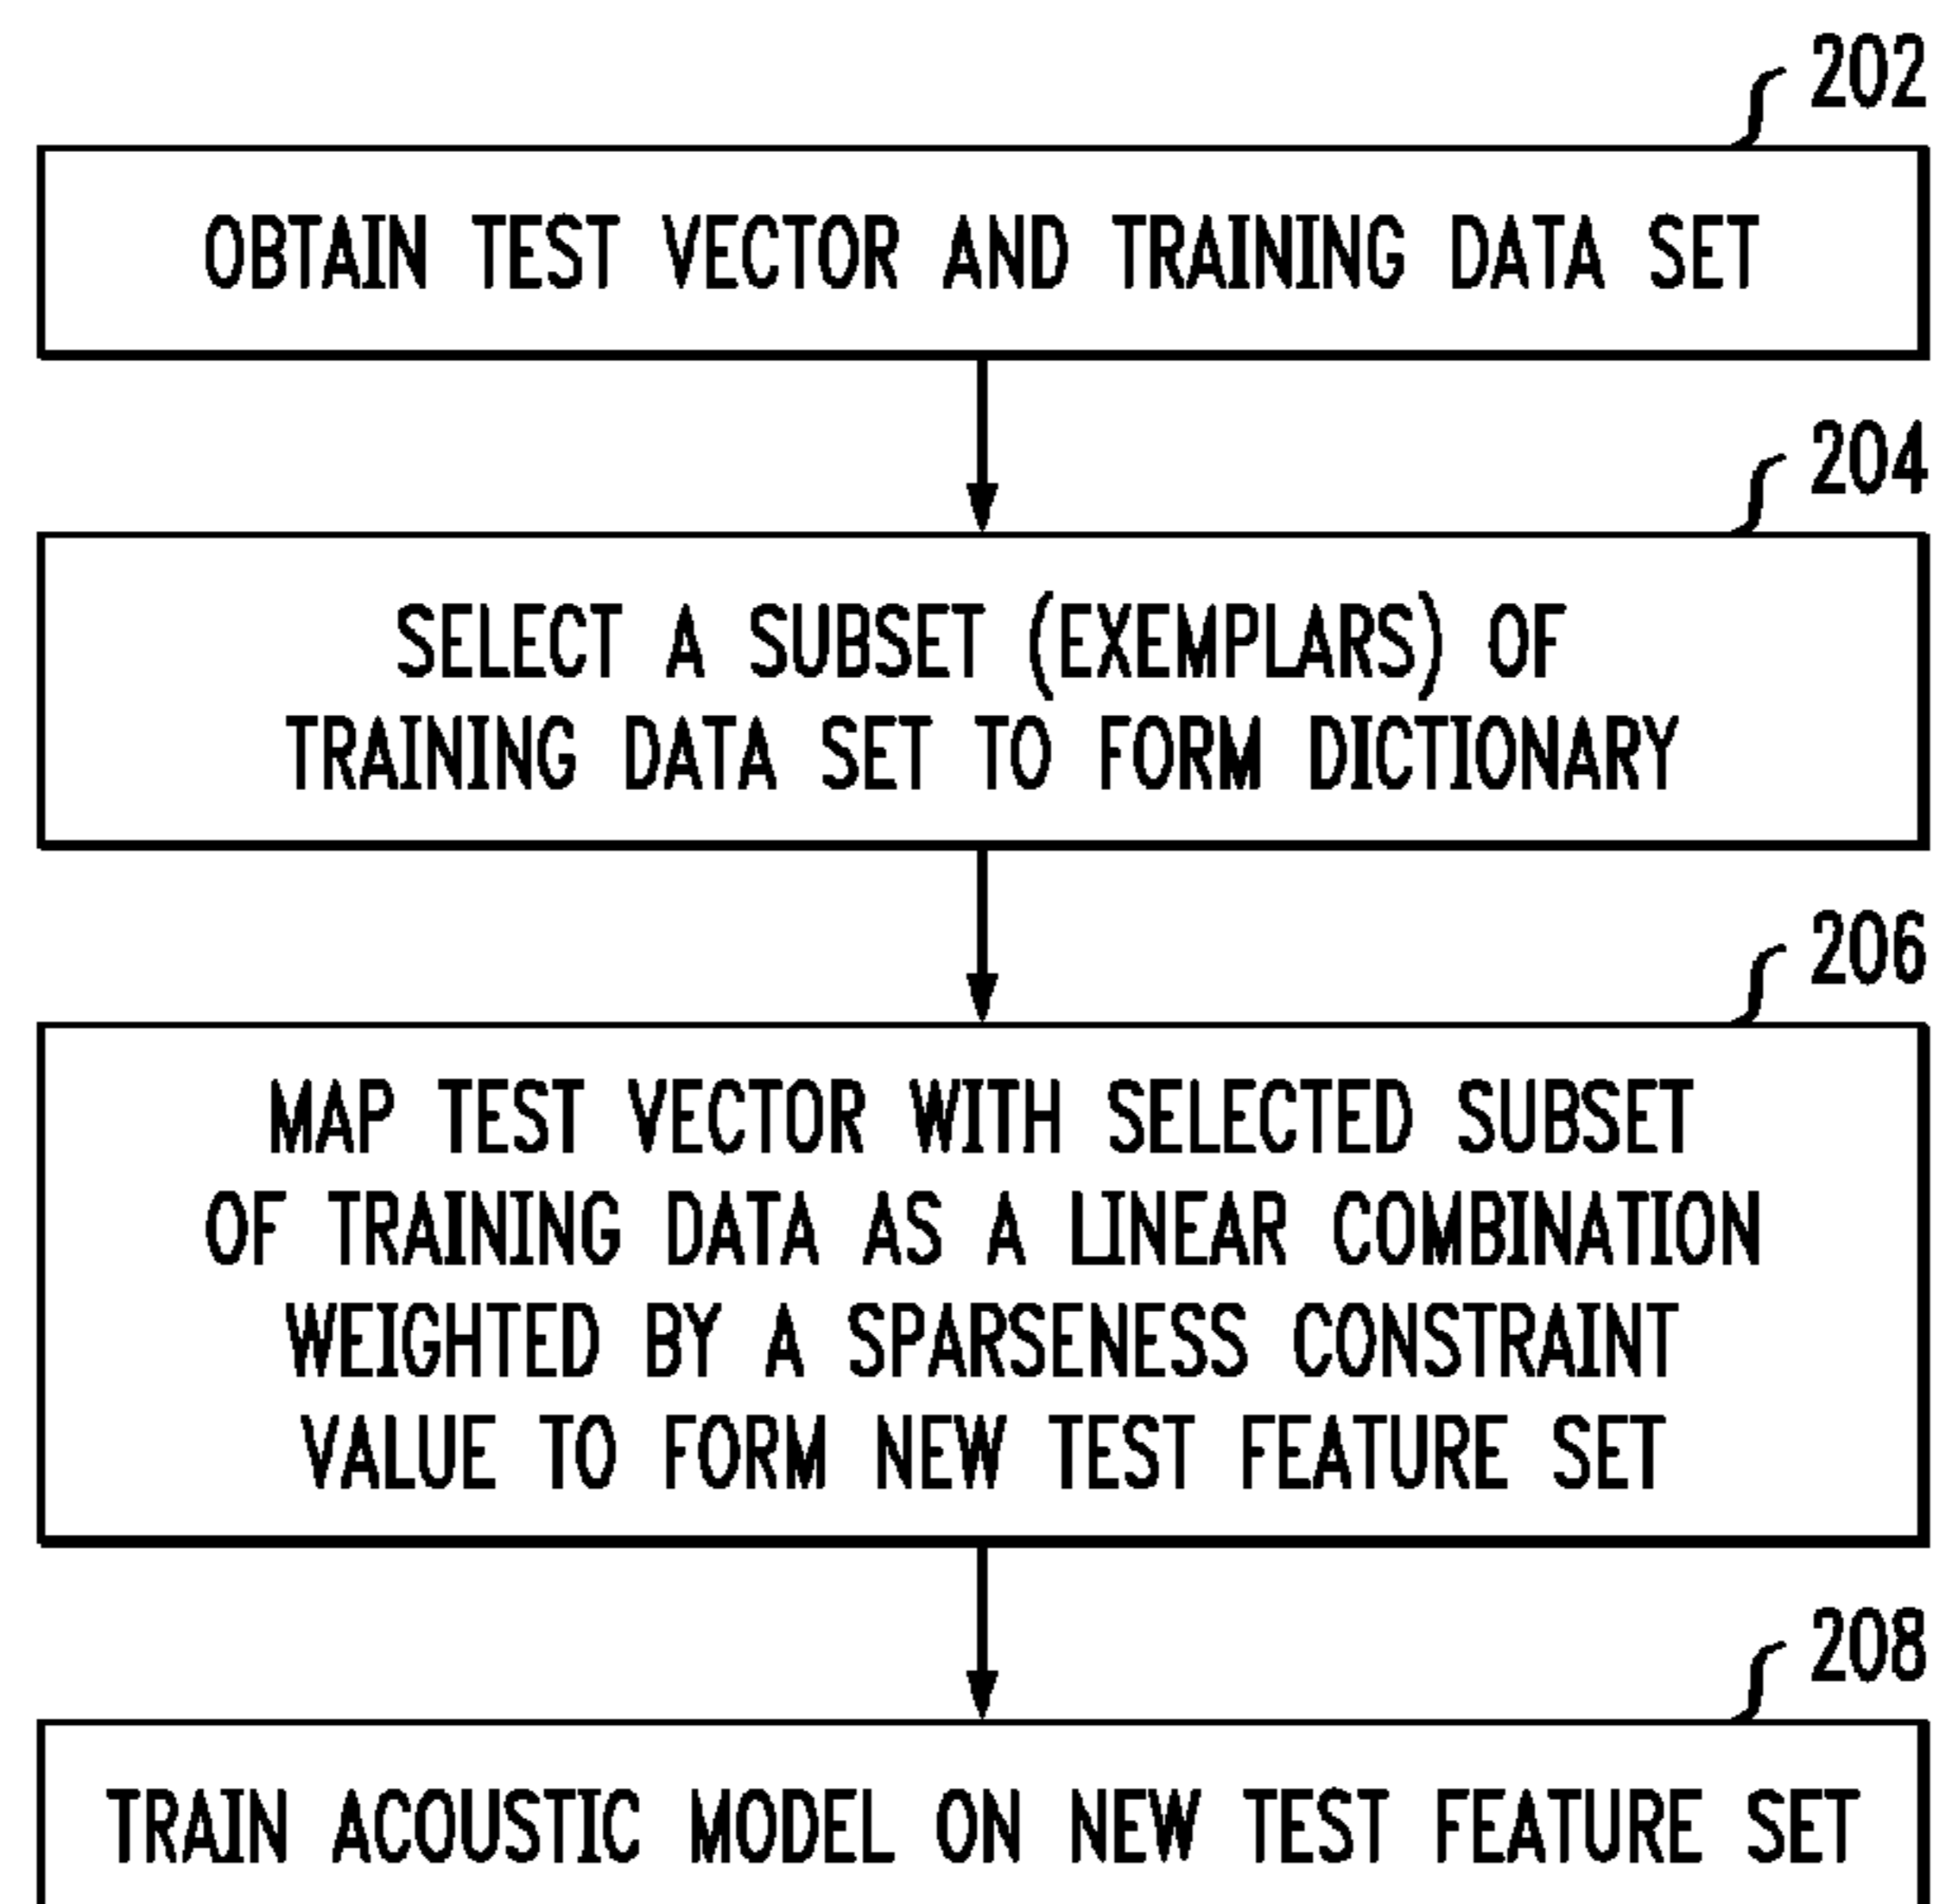 202
OBTAIN TEST VECTOR AND TRAINING DATA SET
204
SELECT A SUBSET (EXEMPLARS) OF
TRAINING DATA SET TO FORM DICTIONARY
206
MAP TEST VECTOR WITH SELECTED SUBSET
OF TRAINING DATA AS A LINEAR COMBINATION
WEIGHTED BY A SPARSENESS CONSTRAINT
VALUE TO FORM NEW TEST FEATURE SET
208
TRAIN ACOUSTIC MODEL ON NEW TEST FEATURE SET